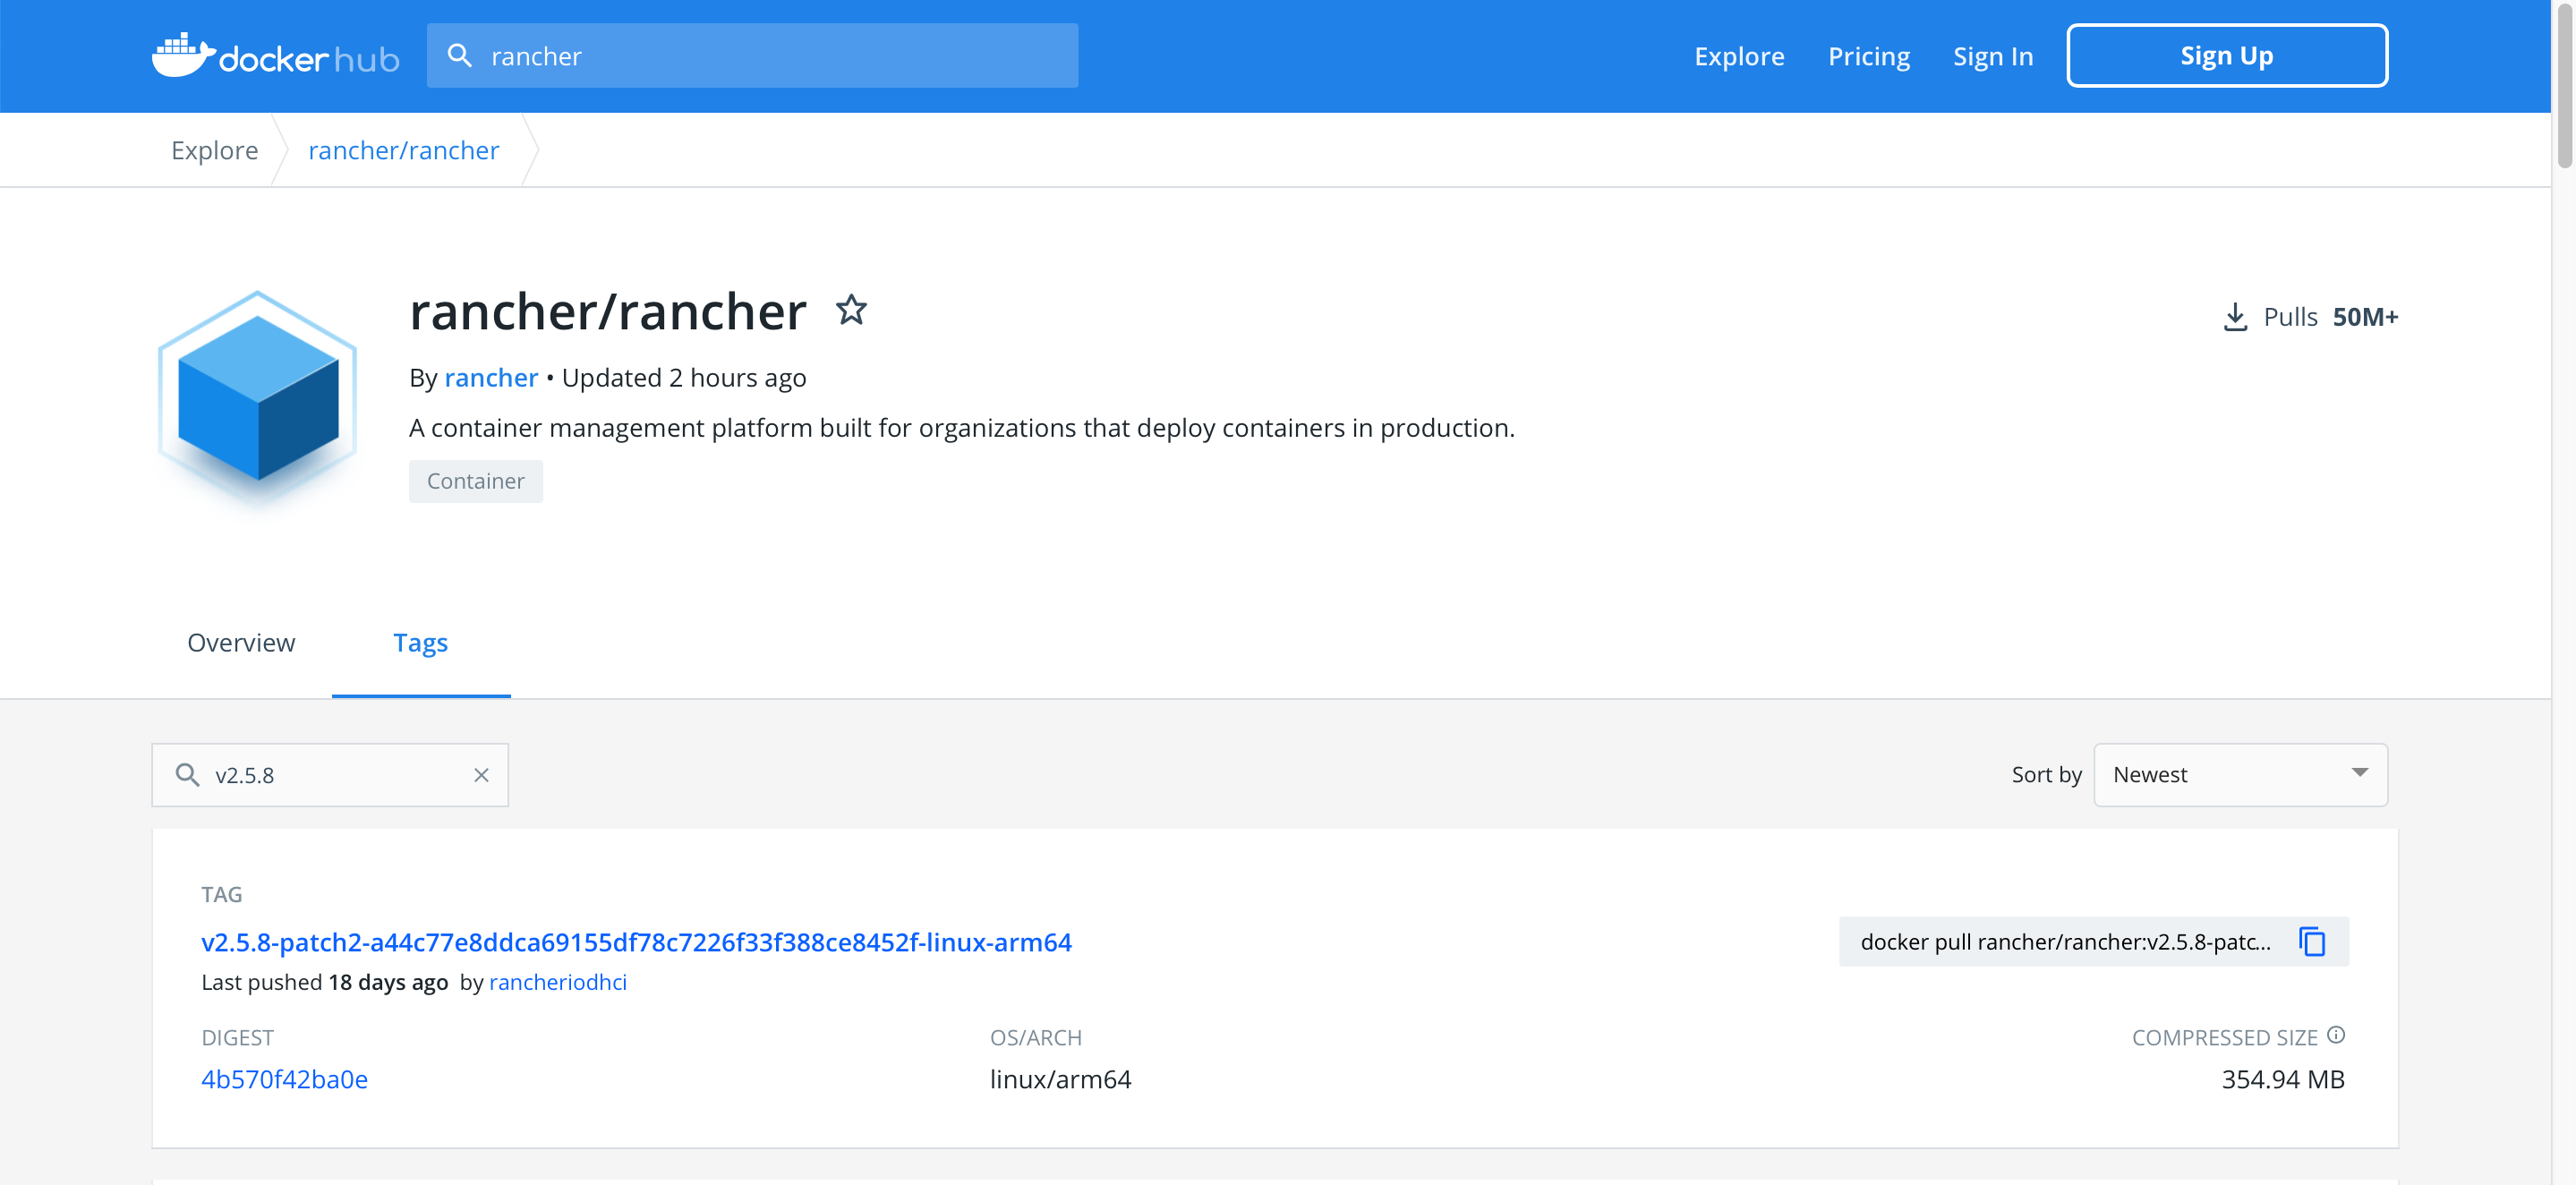 docker hub
rancher
Explore
Pricing
Sign In
Sign Up
Explore
rancher/rancher
rancher/rancher
Pulls 50M+
By rancher • Updated 2 hours ago
A container management platform built for organizations that deploy containers in production.
Container
Overview
Tags
v2.5.8
Sort by
Newest
TAG
v2.5.8-patch2-a44c77e8ddca69155df78c7226f33f388ce8452f-linux-arm64
docker pull rancher/rancher:v2.5.8-patc...
Last pushed 18 days ago by rancheriodhci
DIGEST
OS/ARCH
COMPRESSED SIZE
4b570f42ba0e
linux/arm64
354.94 MB